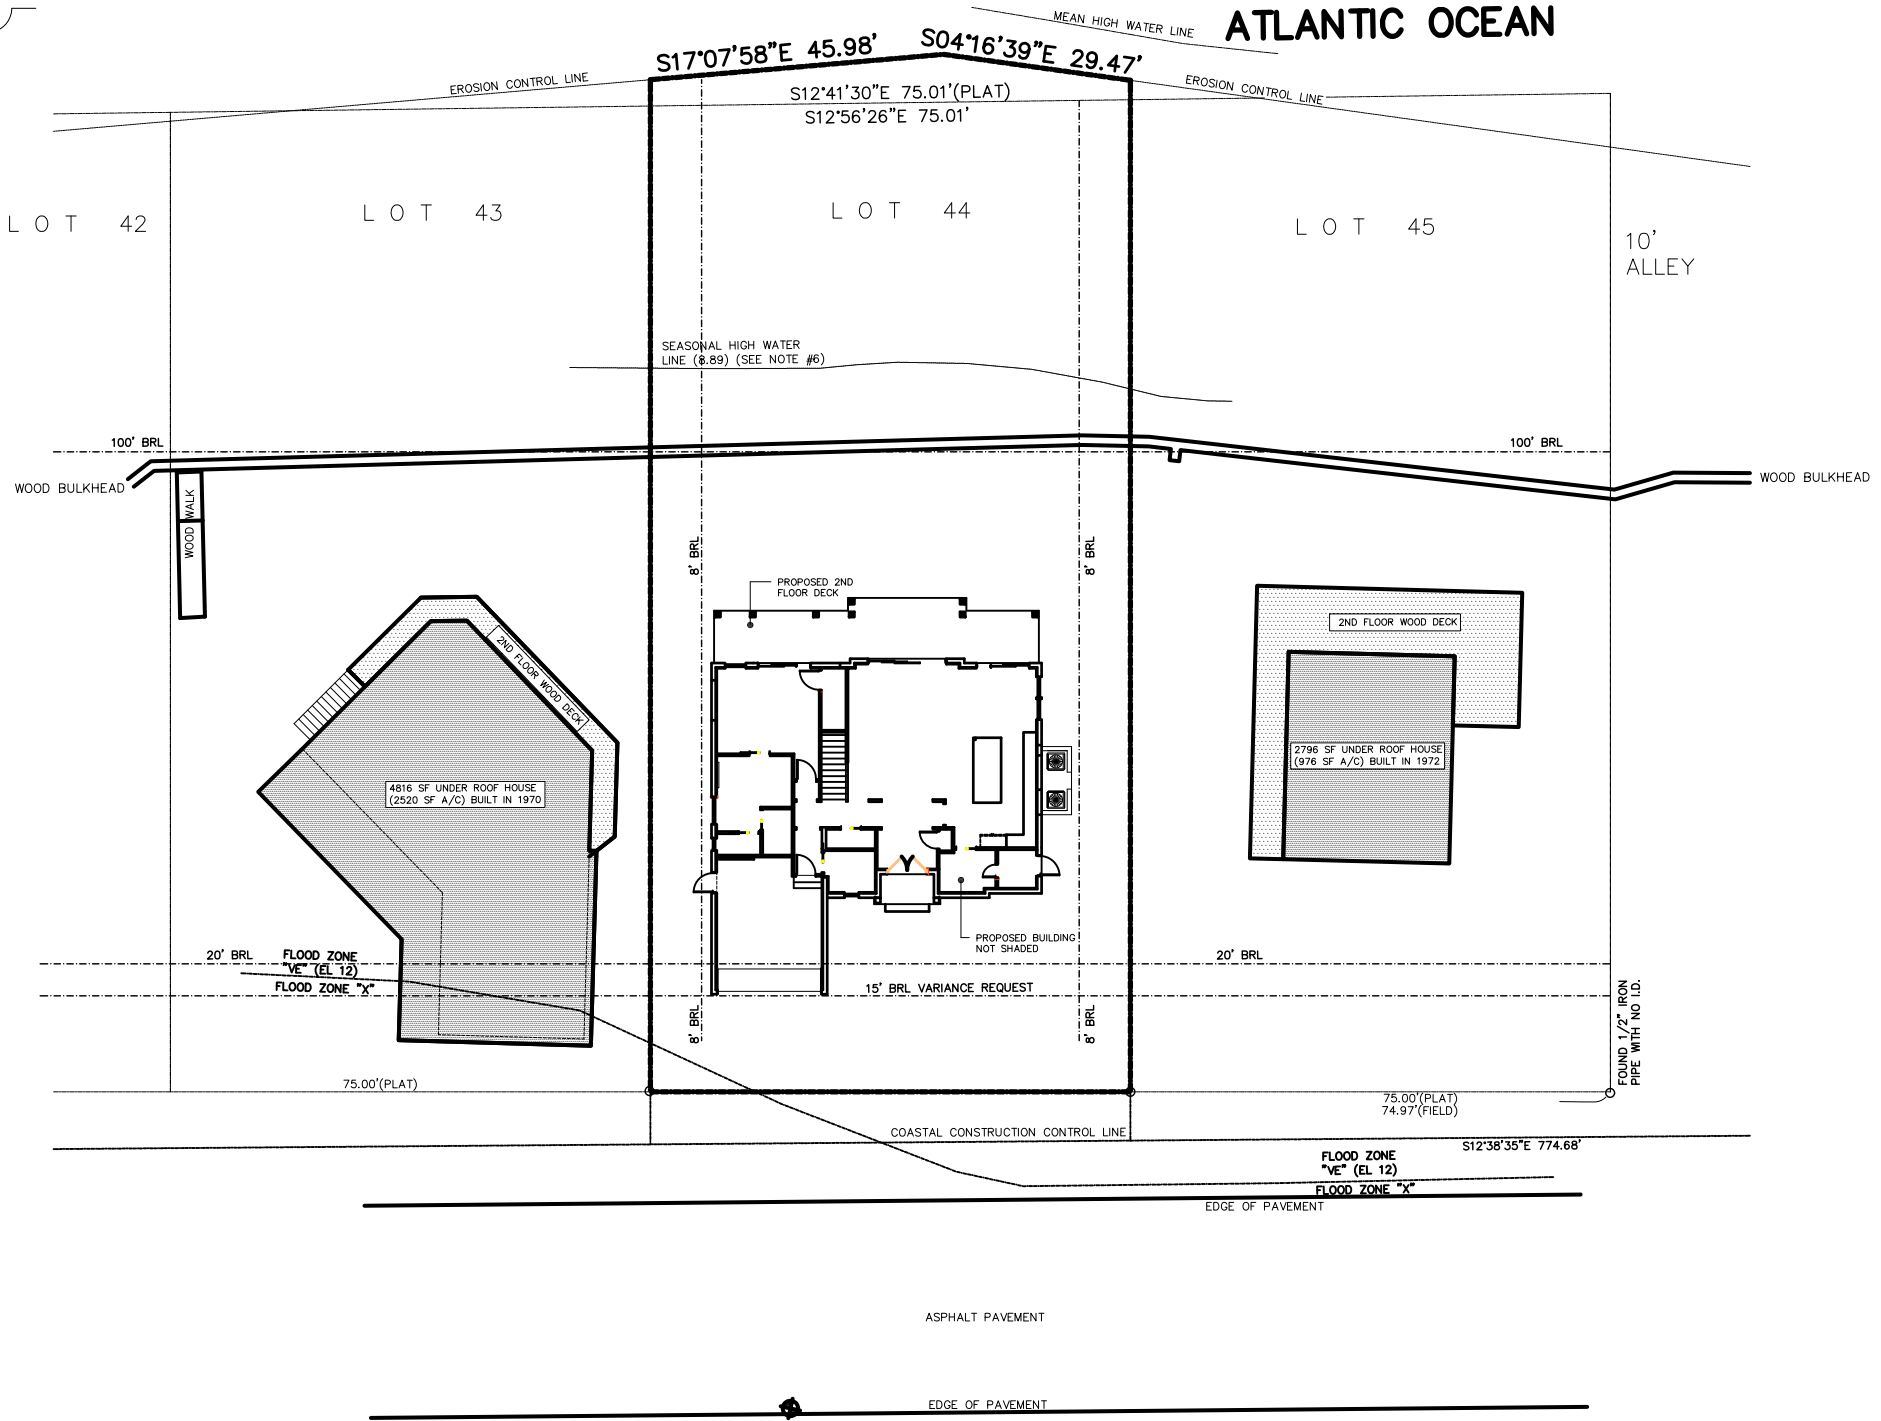 ATLANTIC OCEAN
MEAN HIGH WATER LINE
S17°07'58"E 45.98'
S04°16'39"E 29.47'
EROSION CONTROL LINE
EROSION CONTROL LINE
S12°41'30"E 75.01'(PLAT)
S12°56'26"E 75.01'
LOT 42
LOT 43
LOT 44
LOT 45
10'
ALLEY
SEASONAL HIGH WATER
LINE (8.89) (SEE NOTE #6)
100' BRL
100' BRL
WOOD BULKHEAD
WOOD BULKHEAD
WOOD WALK
8' BRL
8' BRL
PROPOSED 2ND
FLOOR DECK
2ND FLOOR WOOD DECK
2ND FLOOR WOOD DECK
4816 SF UNDER ROOF HOUSE
(2520 SF A/C) BUILT IN 1970
2796 SF UNDER ROOF HOUSE
(976 SF A/C) BUILT IN 1972
PROPOSED BUILDING
NOT SHADED
20' BRL
FLOOD ZONE
"VE" (EL 12)
FLOOD ZONE "X"
20' BRL
15' BRL VARIANCE REQUEST
8' BRL
8' BRL
FOUND 1/2" IRON
PIPE WITH NO I.D.
75.00'(PLAT)
75.00'(PLAT)
74.97'(FIELD)
COASTAL CONSTRUCTION CONTROL LINE
S12°38'35"E 774.68'
FLOOD ZONE
"VE" (EL 12)
FLOOD ZONE "X"
EDGE OF PAVEMENT
ASPHALT PAVEMENT
EDGE OF PAVEMENT